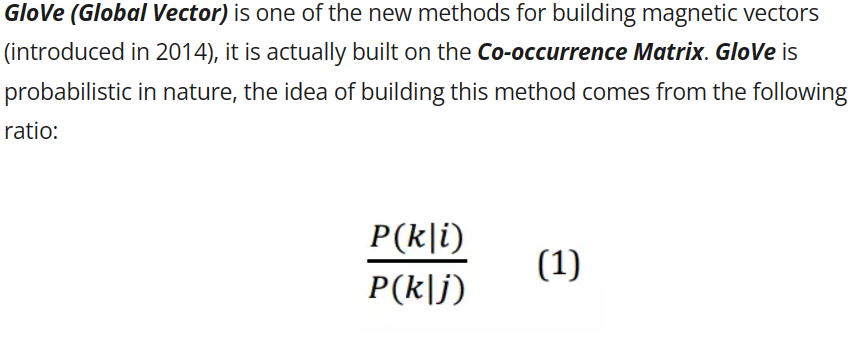 GloVe (Global Vector) is one of the new methods for building magnetic vectors
(introduced in 2014), it is actually built on the Co-occurrence Matrix. GloVe is
probabilistic in nature, the idea of building this method comes from the following
ratio:
P(k|i)
P(k|j)
(1)